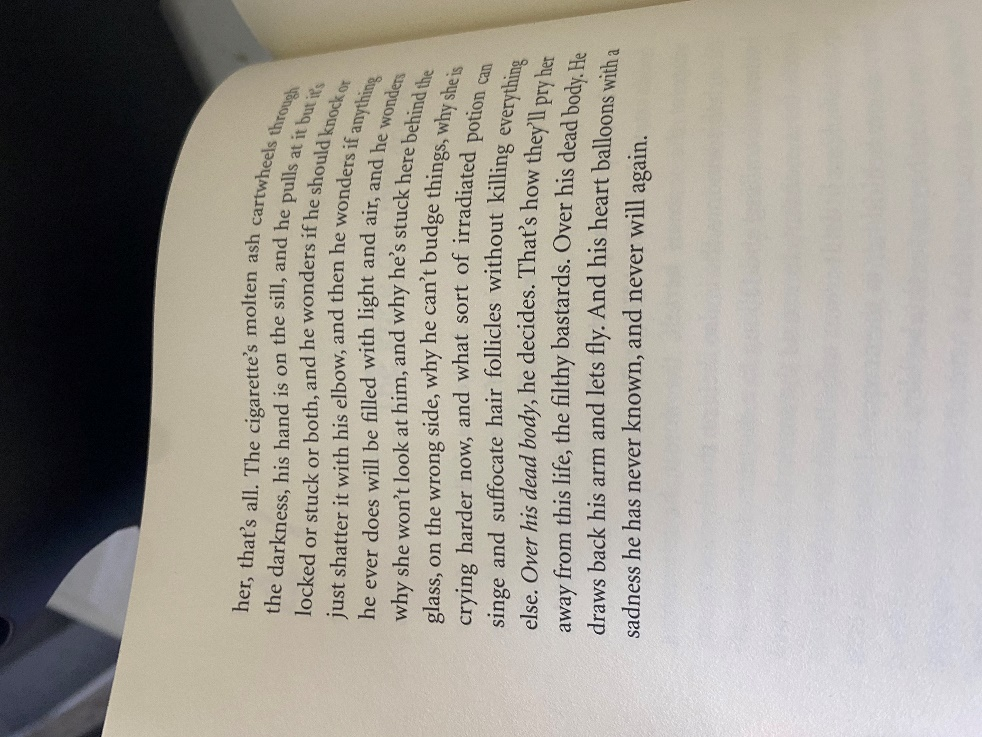 her, that's all. The cigarette's molten ash cartwheels through
the darkness, his hand is on the sill, and he pulls at it but it's
locked or stuck or both, and he wonders if he should knock or
just shatter it with his elbow, and then he wonders if anything
he ever does will be filled with light and air, and he wonders
why she won't look at him, and why he's stuck here behind the
glass, on the wrong side, why he can't budge things, why she is
crying harder now, and what sort of irradiated potion can
singe and suffocate hair follicles without killing everything
else. Over his dead body, he decides. That's how they'll pry her
away from this life, the filthy bastards. Over his dead body. He
draws back his arm and lets fly. And his heart balloons with a
sadness he has never known, and never will again.